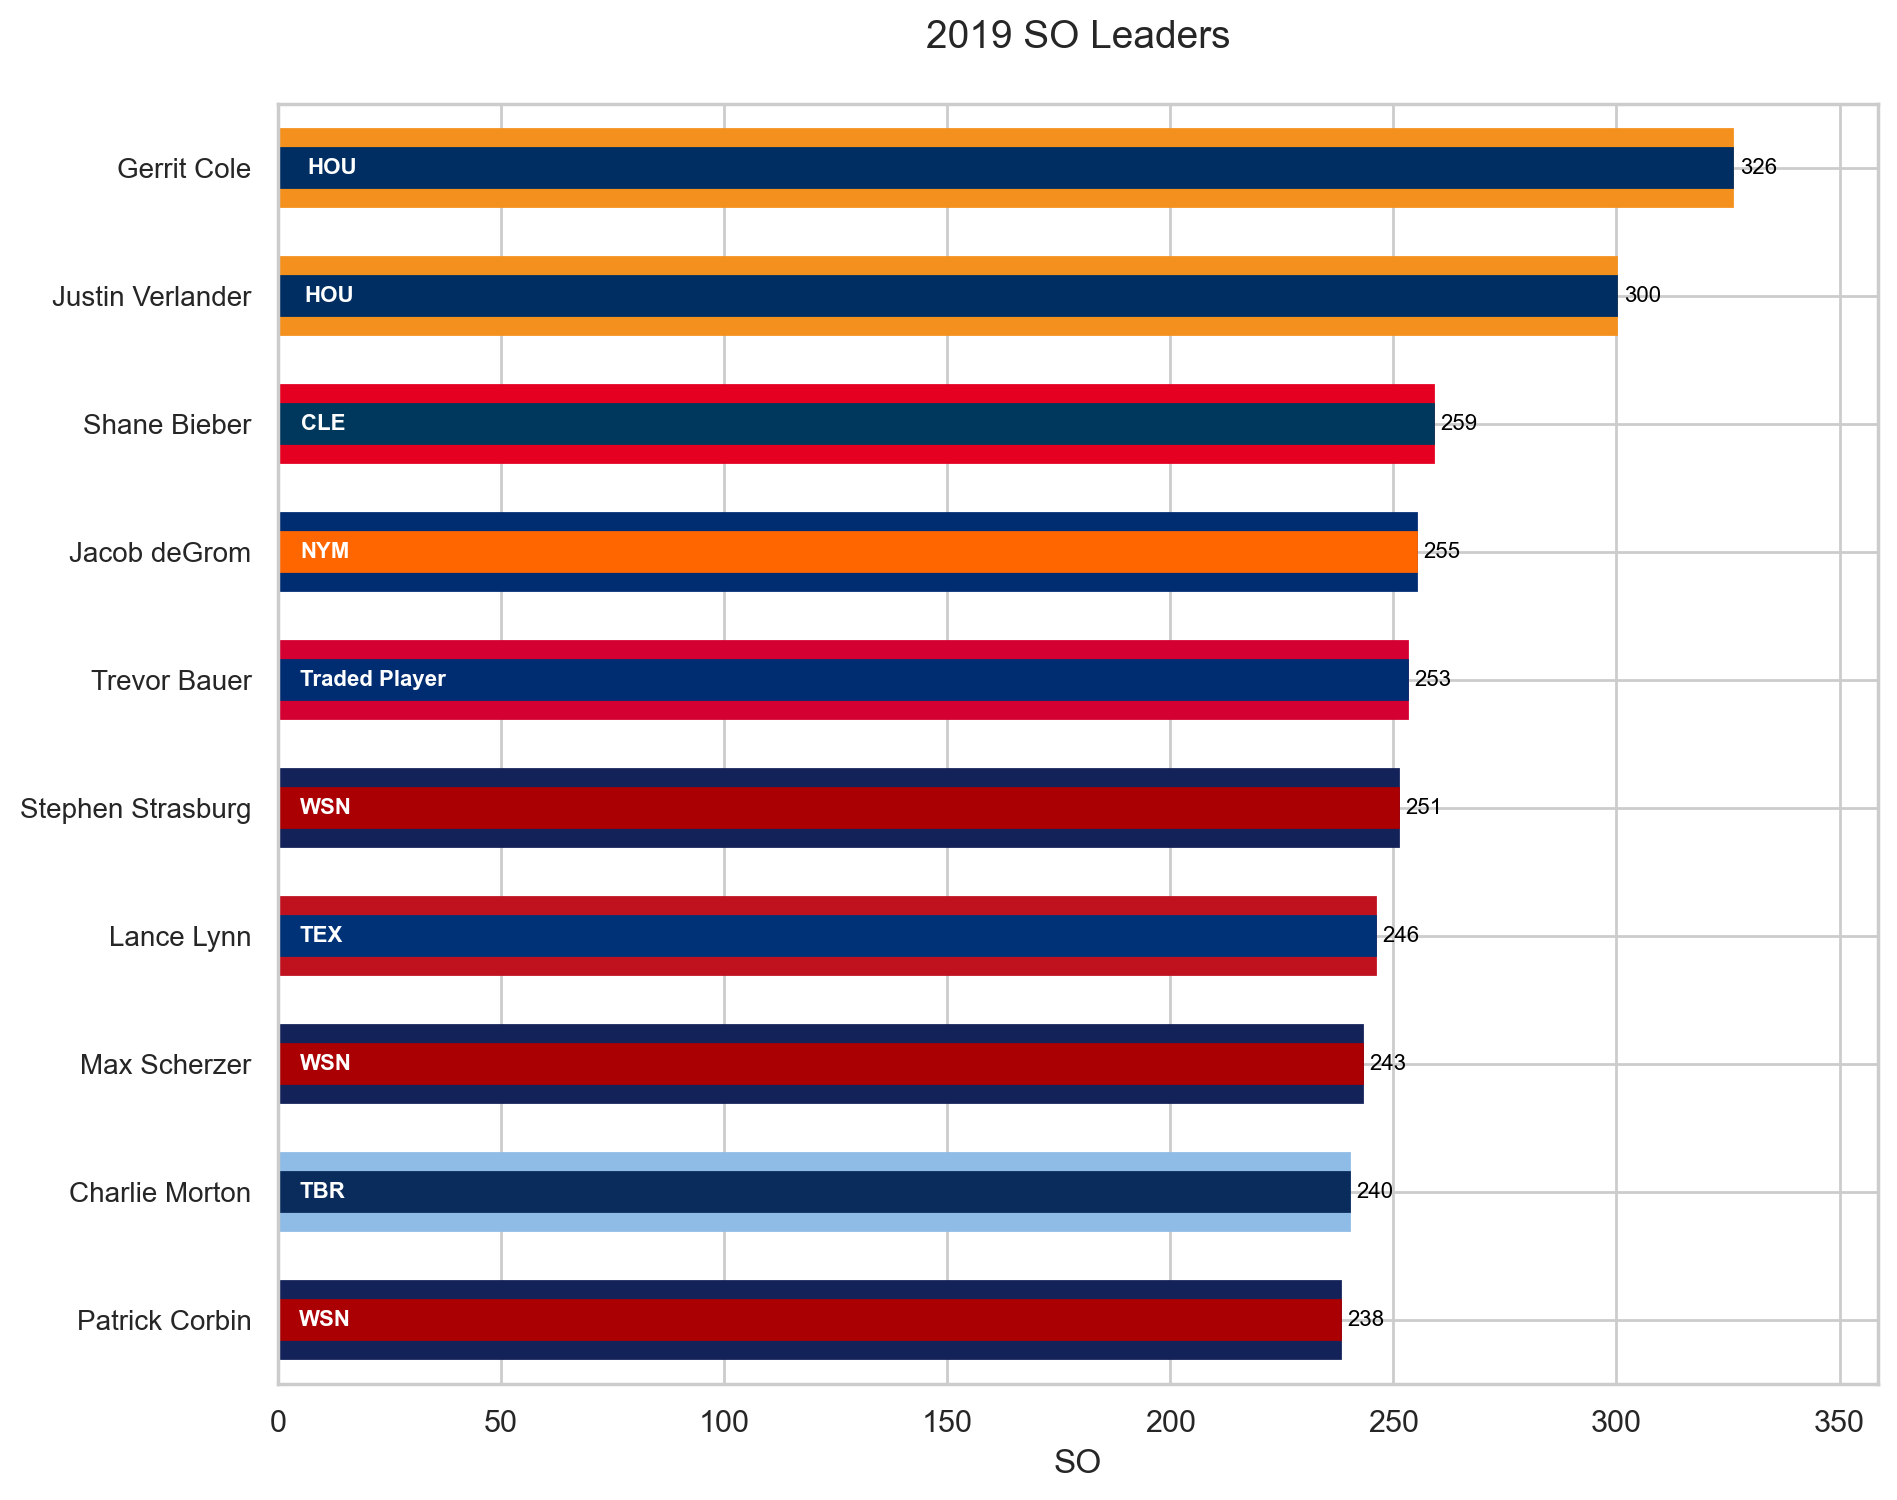 2019 SO Leaders
Gerrit Cole HOU 326
Justin Verlander HOU 300
Shane Bieber CLE 259
Jacob deGrom NYM 255
Trevor Bauer Traded Player 253
Stephen Strasburg WSN 251
Lance Lynn TEX 246
Max Scherzer WSN 243
Charlie Morton TBR 240
Patrick Corbin WSN 238
0 50 100 150 200 250 300 350
SO